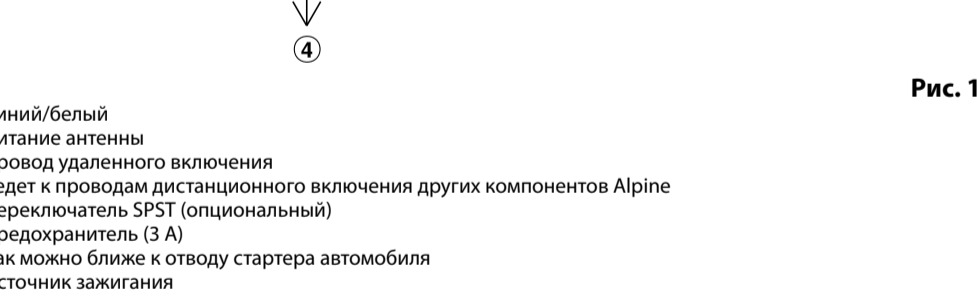 4
Рис. 1
иний/белый
итание антенны
ровод удаленного включения
едет к проводам дистанционного включения других компонентов Alpine
ереключатель SPST (опциональный)
редохранитель (3 А)
ак можно ближе к отводу стартера автомобиля
сточник зажигания